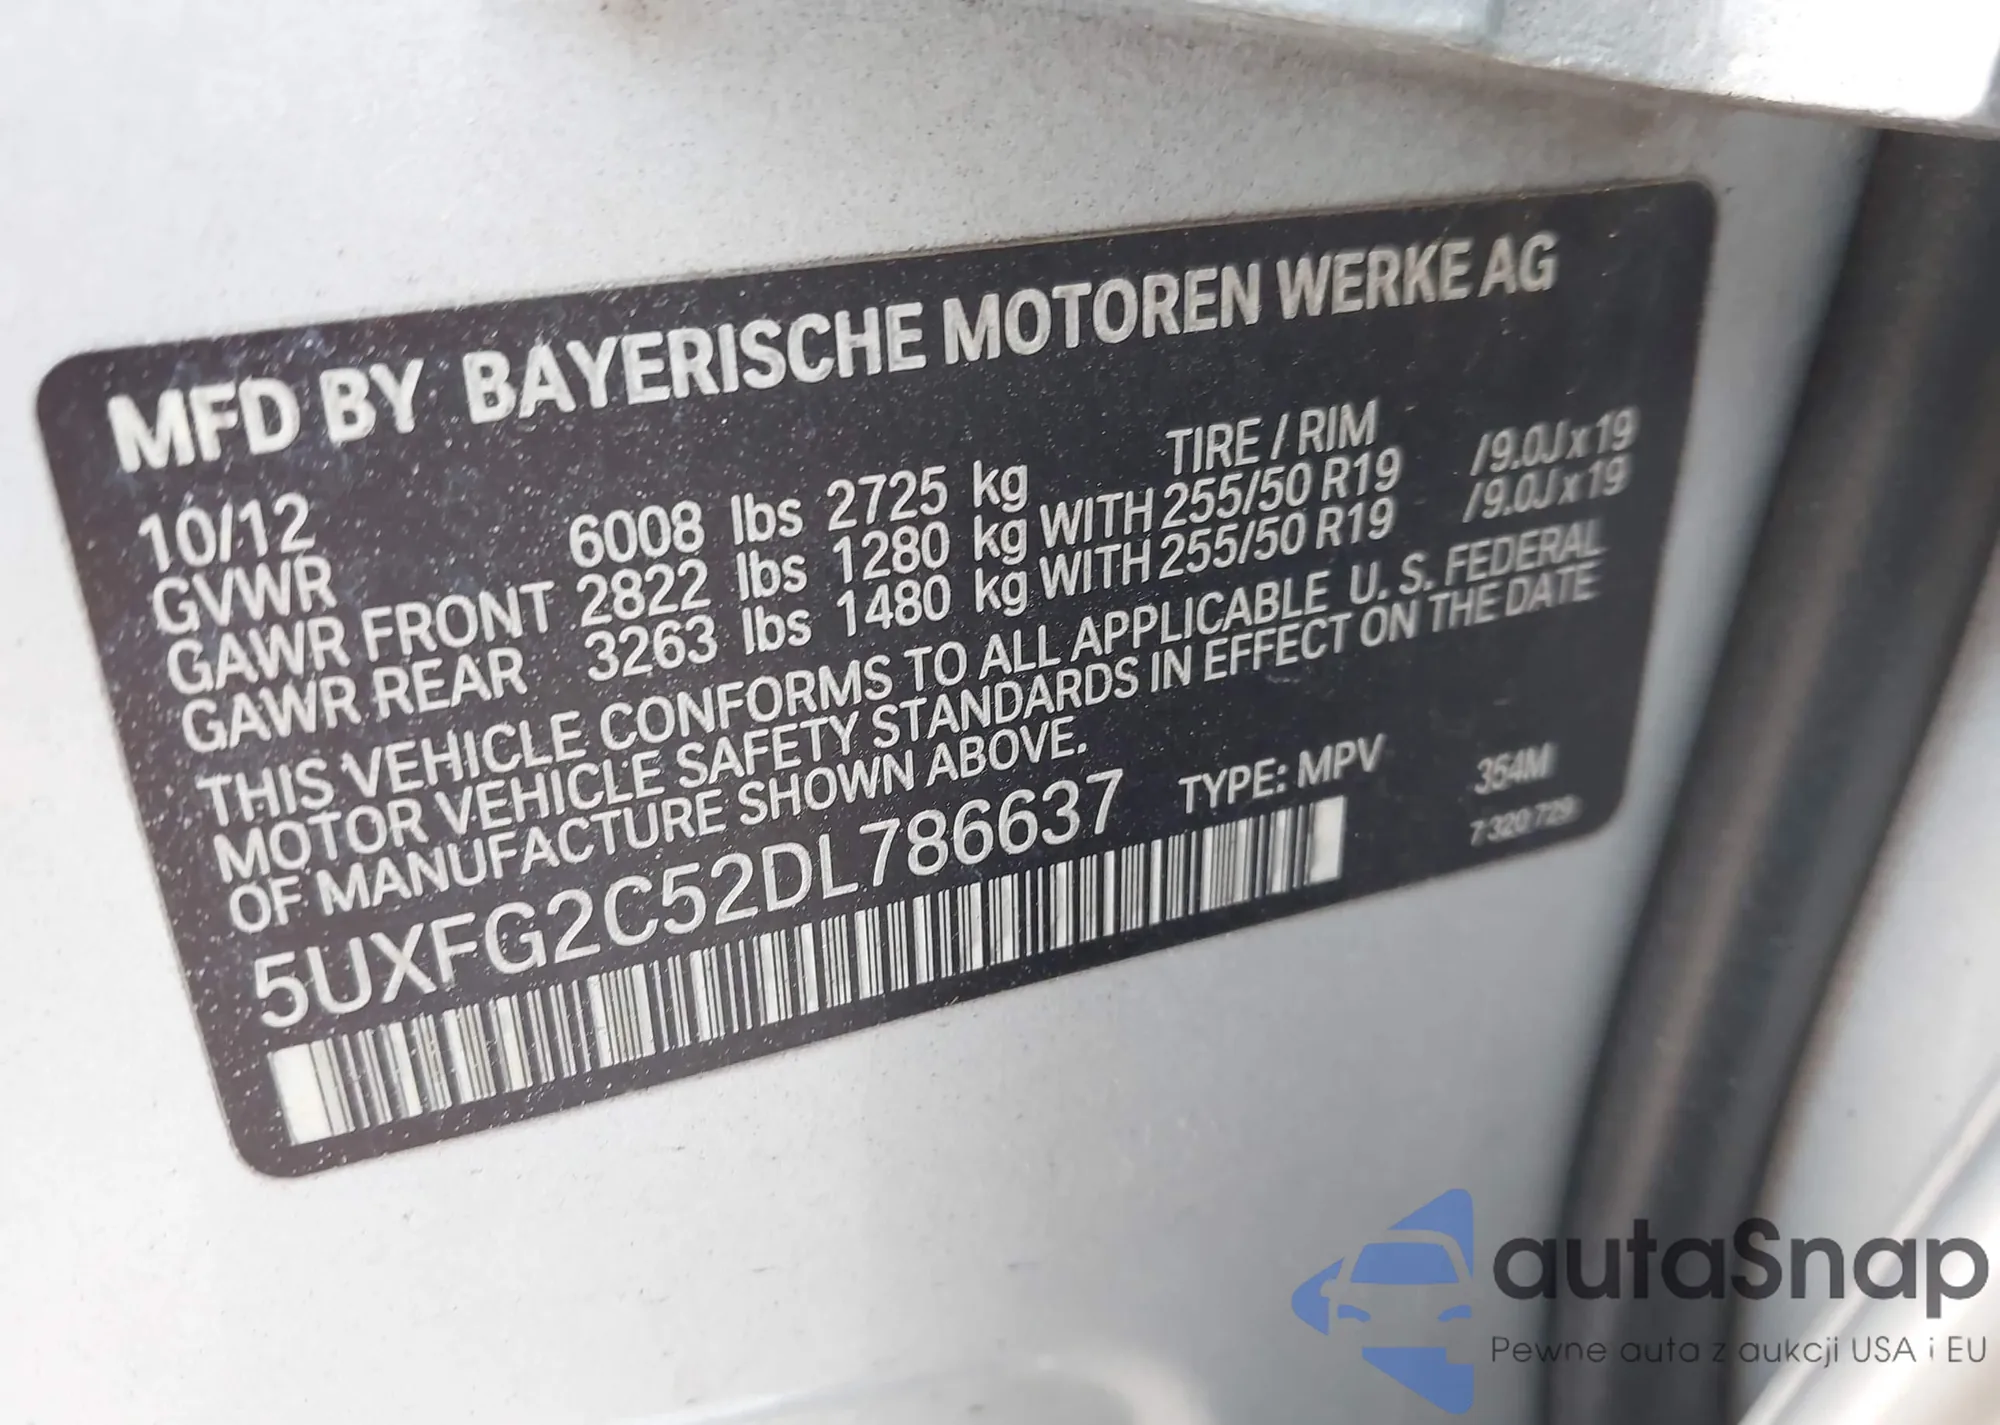 MFD BY BAYERISCHE MOTOREN WERKE AG
10/12 TIRE / RIM
GVWR 6008 lbs 2725 kg
GAWR FRONT 2822 lbs 1280 kg WITH 255/50 R19 /9.0J x 19
GAWR REAR 3263 lbs 1480 kg WITH 255/50 R19 /9.0J x 19
THIS VEHICLE CONFORMS TO ALL APPLICABLE U. S. FEDERAL
MOTOR VEHICLE SAFETY STANDARDS IN EFFECT ON THE DATE
OF MANUFACTURE SHOWN ABOVE.
5UXFG2C52DL786637 TYPE: MPV 354M
7 320 729
autaSnap
Pewne auta z aukcji USA i EU